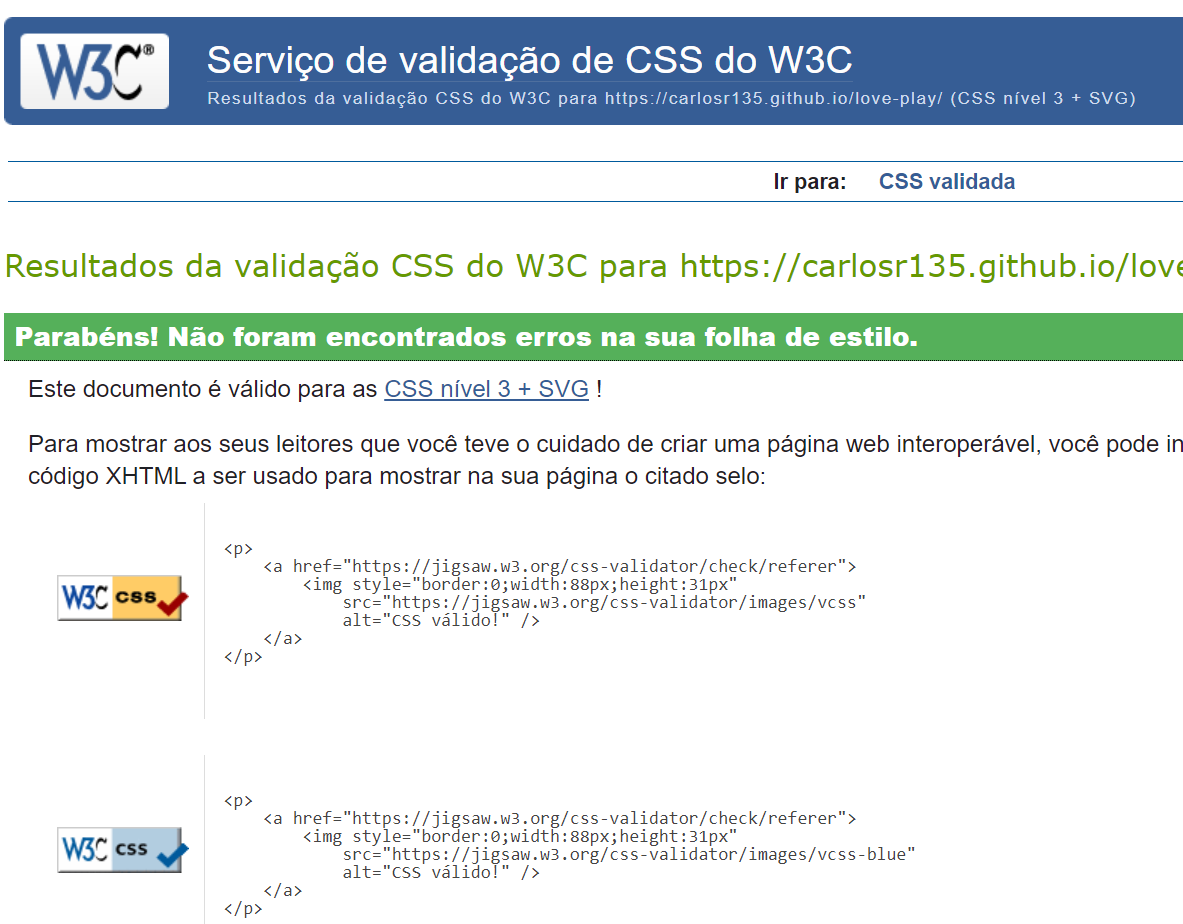 W3C®
Serviço de validação de CSS do W3C
Resultados da validação CSS do W3C para https://carlosr135.github.io/love-play/ (CSS nível 3 + SVG)
Ir para: CSS validada
Resultados da validação CSS do W3C para https://carlosr135.github.io/love
Parabéns! Não foram encontrados erros na sua folha de estilo.
Este documento é válido para as CSS nível 3 + SVG !
Para mostrar aos seus leitores que você teve o cuidado de criar uma página web interoperável, você pode in
código XHTML a ser usado para mostrar na sua página o citado selo:
W3C css
<p>
    <a href="https://jigsaw.w3.org/css-validator/check/referer">
        <img style="border:0;width:88px;height:31px"
            src="https://jigsaw.w3.org/css-validator/images/vcss"
            alt="CSS válido!" />
    </a>
</p>
W3C css
<p>
    <a href="https://jigsaw.w3.org/css-validator/check/referer">
        <img style="border:0;width:88px;height:31px"
            src="https://jigsaw.w3.org/css-validator/images/vcss-blue"
            alt="CSS válido!" />
    </a>
</p>